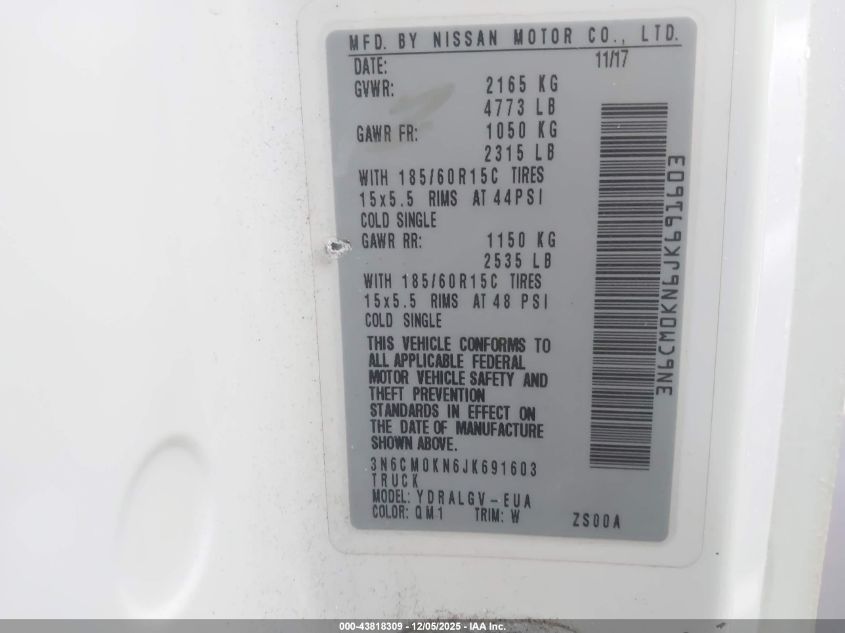 MFD. BY NISSAN MOTOR CO., LTD.
DATE: 11/17
GVWR: 2165 KG
4773 LB
GAWR FR: 1050 KG
2315 LB
WITH 185/60R15C TIRES
15x5.5 RIMS AT 44PSI
COLD SINGLE
GAWR RR: 1150 KG
2535 LB
WITH 185/60R15C TIRES
15x5.5 RIMS AT 48 PSI
COLD SINGLE
THIS VEHICLE CONFORMS TO
ALL APPLICABLE FEDERAL
MOTOR VEHICLE SAFETY AND
THEFT PREVENTION
STANDARDS IN EFFECT ON
THE DATE OF MANUFACTURE
SHOWN ABOVE.
3N6CM0KN6JK691603
TRUCK
MODEL: YDRALGV-EUA
COLOR: QM1 TRIM: W ZS00A
3N6CM0KN6JK691603
000-43818309 - 12/05/2025 - IAA Inc.